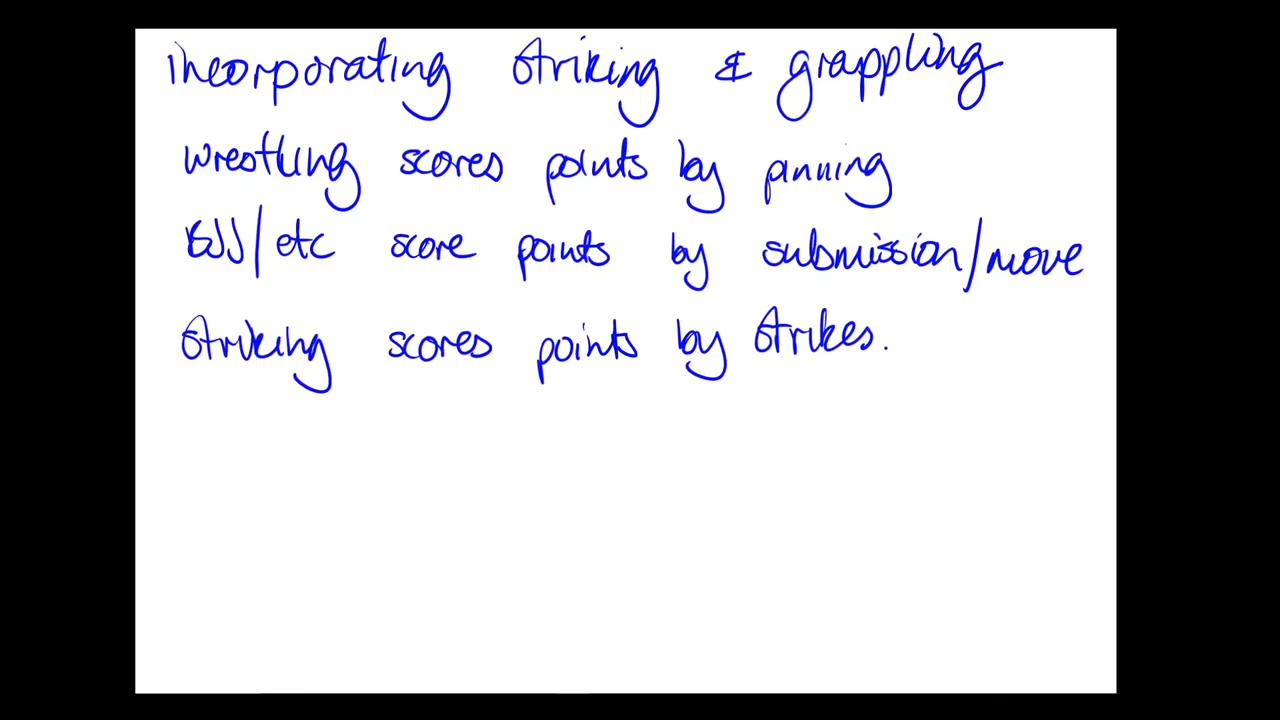 incorporating striking & grappling
wrestling scores points by pinning
BJJ/etc score points by submission/move
striking scores points by strikes.